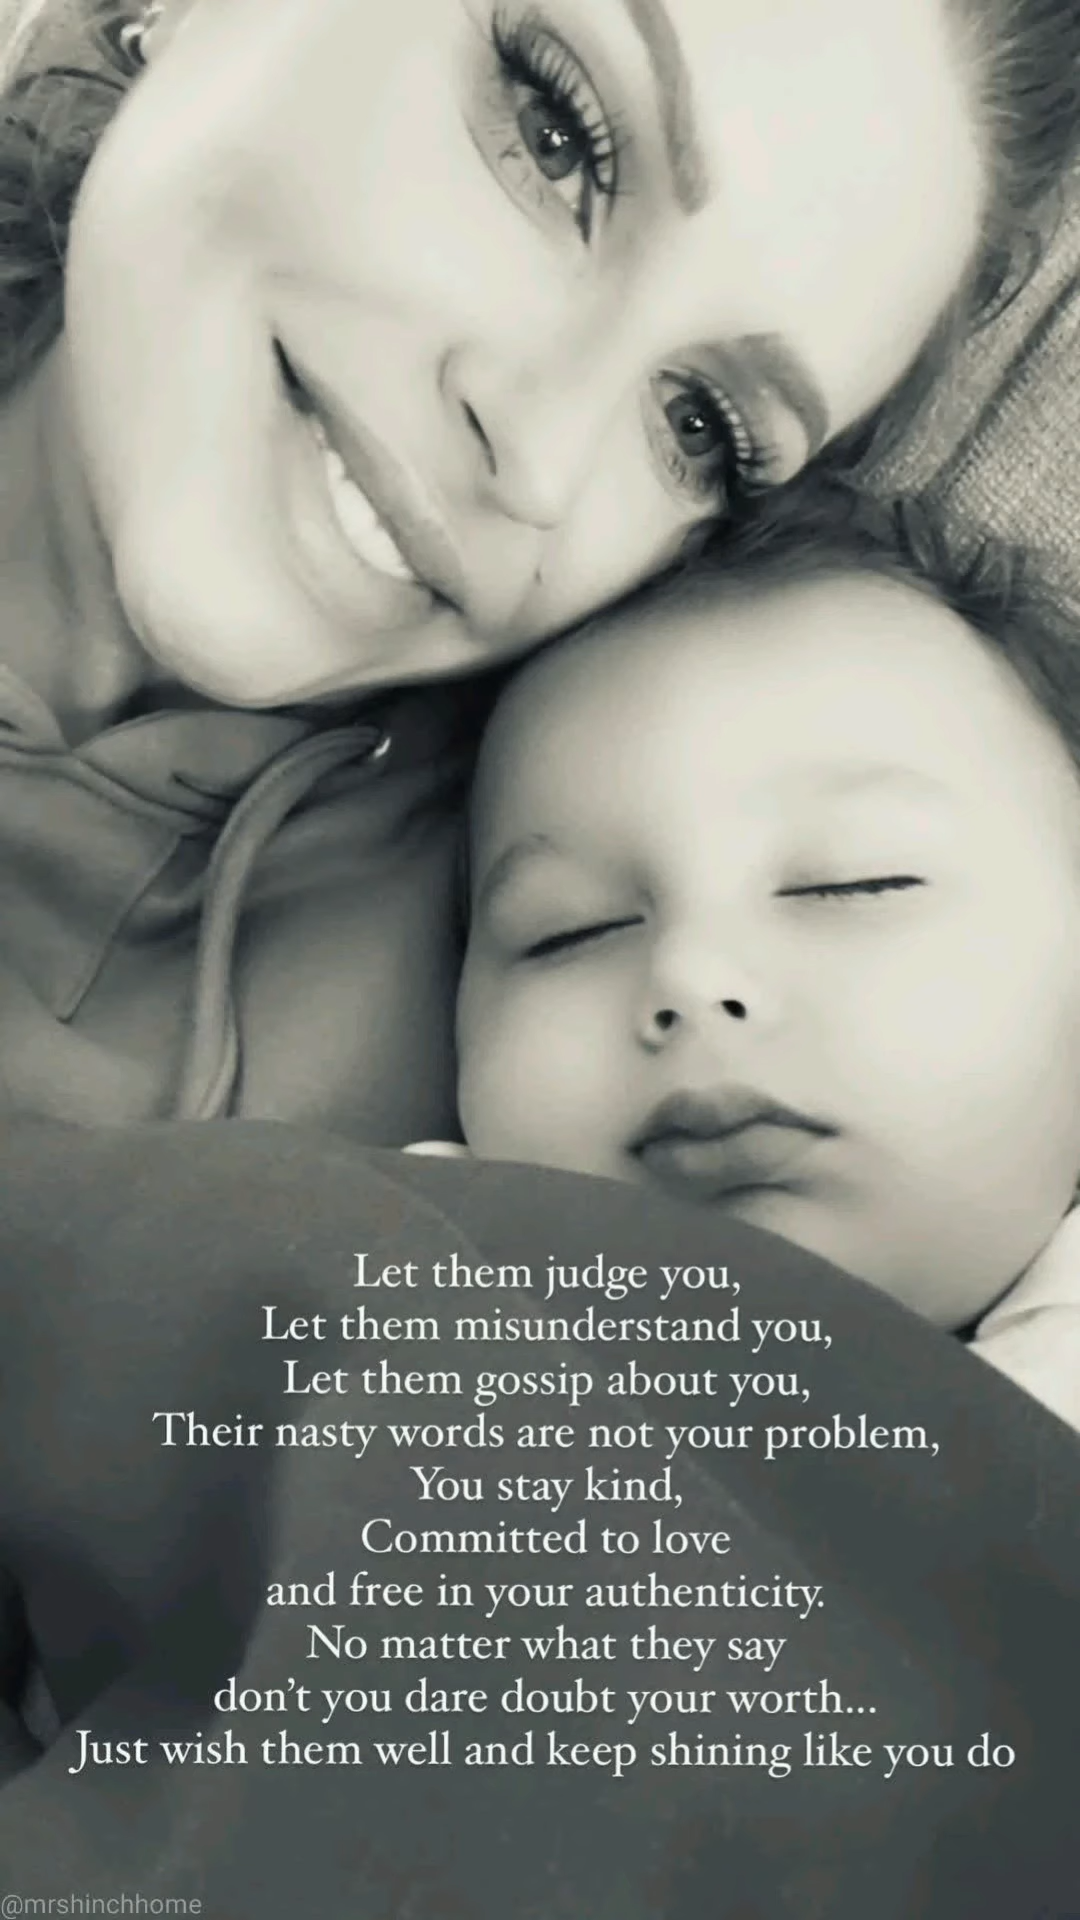 Let them judge you,
Let them misunderstand you,
Let them gossip about you,
Their nasty words are not your problem,
You stay kind,
Committed to love
and free in your authenticity.
No matter what they say
don't you dare doubt your worth...
Just wish them well and keep shining like you do
@mrshinchhome